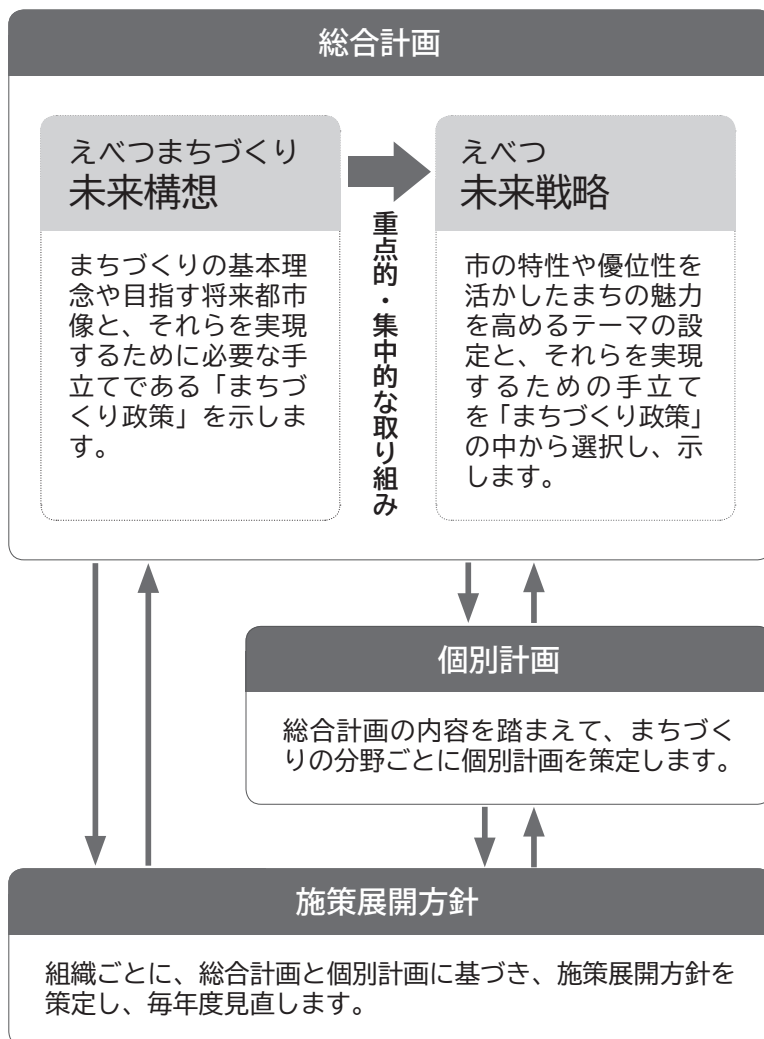 総合計画
えべつまちづくり
未来構想
まちづくりの基本理
念や目指す将来都市
像と、それらを実現
するために必要な手
立てである「まちづ
くり政策」を示しま
す。
重点的・集中的な取り組み
えべつ
未来戦略
市の特性や優位性を
活かしたまちの魅力
を高めるテーマの設
定と、それらを実現
するための手立て
を「まちづくり政策」
の中から選択し、示
します。
個別計画
総合計画の内容を踏まえて、まちづく
りの分野ごとに個別計画を策定します。
施策展開方針
組織ごとに、総合計画と個別計画に基づき、施策展開方針を
策定し、毎年度見直します。